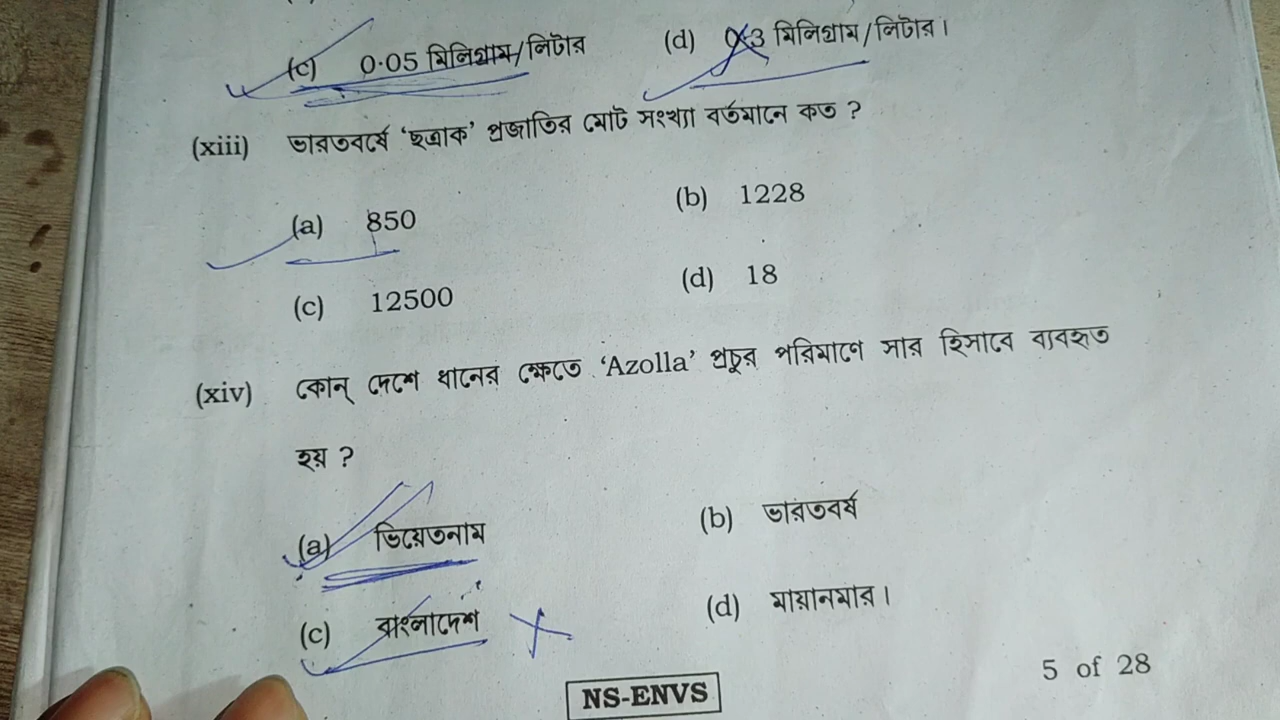 (c) 0·05 মিলিগ্রাম/লিটার (d) 0·3 মিলিগ্রাম/লিটার।
(xiii) ভারতবর্ষে ‘ছত্রাক’ প্রজাতির মোট সংখ্যা বর্তমানে কত ?
(a) 850 (b) 1228
(c) 12500 (d) 18
(xiv) কোন্ দেশে ধানের ক্ষেতে ‘Azolla’ প্রচুর পরিমাণে সার হিসাবে ব্যবহৃত
হয় ?
(a) ভিয়েতনাম (b) ভারতবর্ষ
(c) বাংলাদেশ (d) মায়ানমার।
NS-ENVS 5 of 28